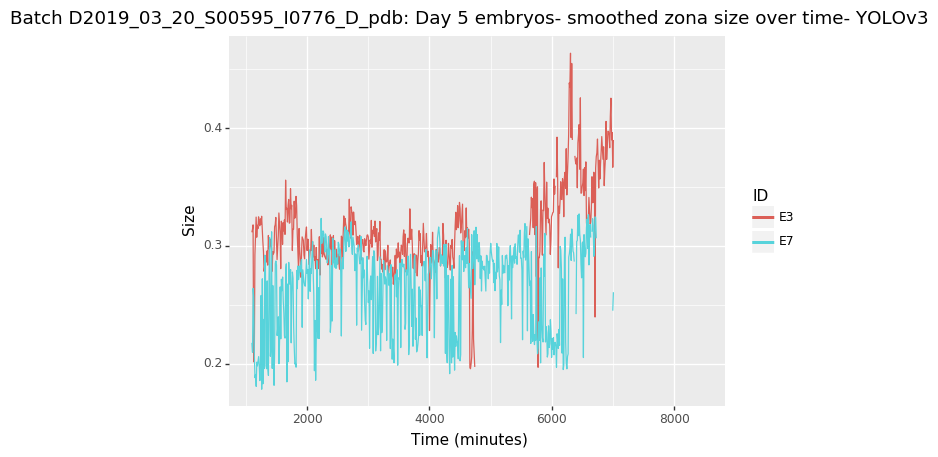 Batch D2019_03_20_S00595_I0776_D_pdb: Day 5 embryos- smoothed zona size over time- YOLOv3
0.4
0.3
0.2
Size
2000 4000 6000 8000
Time (minutes)
ID
E3
E7